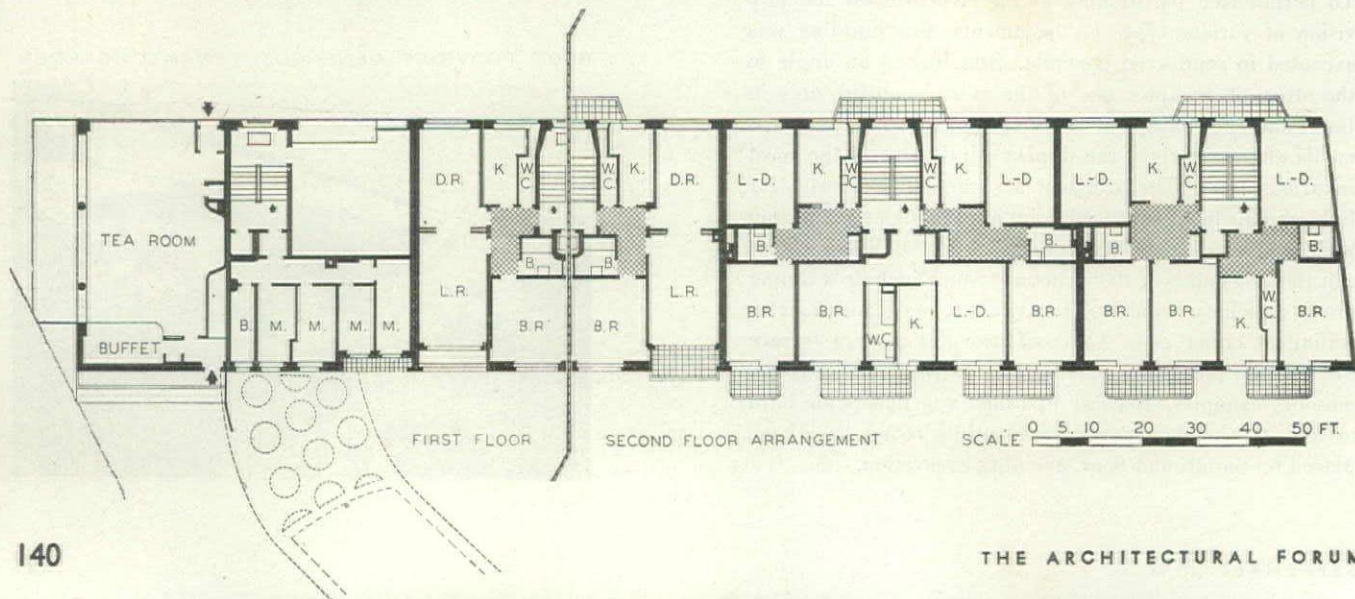 D.R.
K.
W.C.
W.C.
K.
D.R.
L.-D.
K.
W.C.
W.C.
K.
L.-D
L.-D.
K.
W.C.
L.-D.
TEA ROOM
B.
B.
B.
B.
B.
B.
L.R.
L.R.
B.
M.
M.
M.
M.
B.R.
B.R.
B.R.
B.R.
W.C.
K.
L.-D.
B.R.
B.R.
B.R.
K.
W.C.
B.R.
BUFFET
FIRST FLOOR
SECOND FLOOR ARRANGEMENT
SCALE 0 5 10 20 30 40 50 FT.
140
THE ARCHITECTURAL FORUM